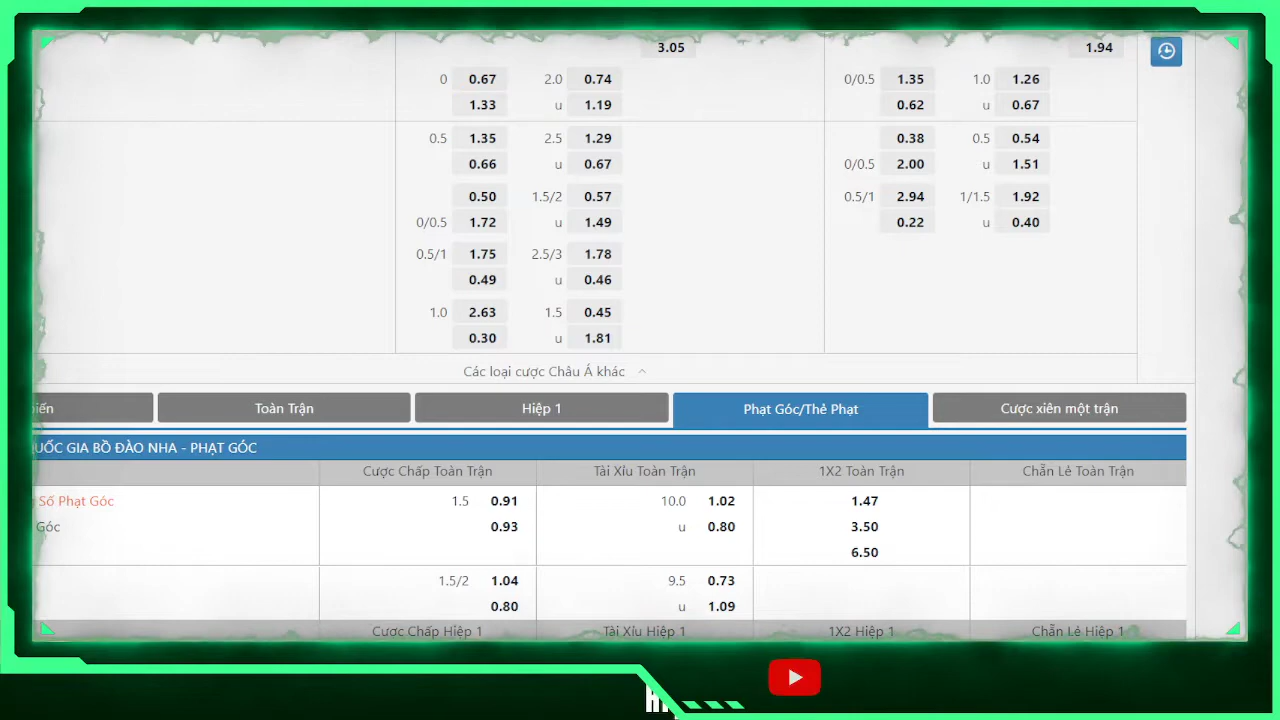 3.05 1.94
0 0.67 2.0 0.74 0/0.5 1.35 1.0 1.26
1.33 u 1.19 0.62 u 0.67
0.5 1.35 2.5 1.29 0.38 0.5 0.54
0.66 u 0.67 0/0.5 2.00 u 1.51
0.50 1.5/2 0.57 0.5/1 2.94 1/1.5 1.92
0/0.5 1.72 u 1.49 0.22 u 0.40
0.5/1 1.75 2.5/3 1.78
0.49 u 0.46
1.0 2.63 1.5 0.45
0.30 u 1.81
Các loại cược Châu Á khác
Toàn Trận Hiệp 1 Phạt Góc/Thẻ Phạt Cược xiên một trận
QUỐC GIA BỒ ĐÀO NHA - PHẠT GÓC
Cược Chấp Toàn Trận Tài Xỉu Toàn Trận 1X2 Toàn Trận Chẵn Lẻ Toàn Trận
Số Phạt Góc 1.5 0.91 10.0 1.02 1.47
Góc 0.93 u 0.80 3.50
6.50
1.5/2 1.04 9.5 0.73
0.80 u 1.09
Cược Chấp Hiệp 1 Tài Xỉu Hiệp 1 1X2 Hiệp 1 Chẵn Lẻ Hiệp 1